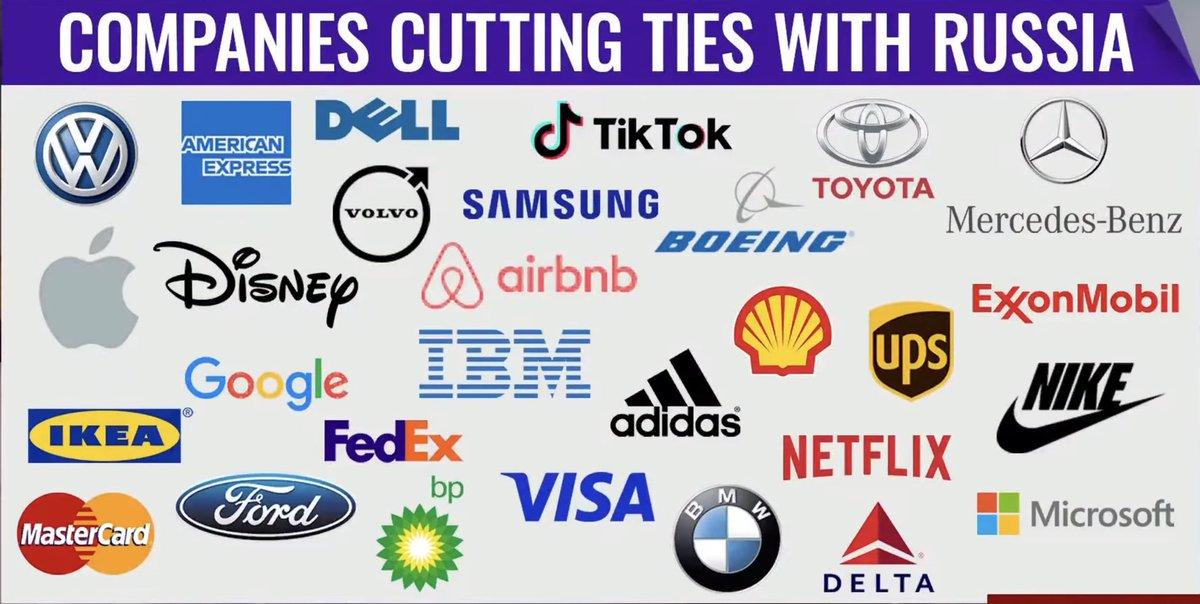 COMPANIES CUTTING TIES WITH RUSSIA
VW
AMERICAN
EXPRESS
DELL
TikTok
TOYOTA
Mercedes-Benz
VOLVO
SAMSUNG
BOEING®
Disney
airbnb
ExxonMobil
Google
IBM
ups
adidas®
NIKE
IKEA®
FedEx
NETFLIX
MasterCard
Ford
bp
VISA
BMW
DELTA
Microsoft